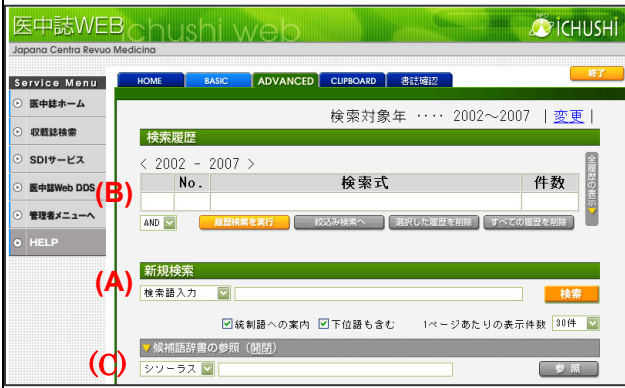 医中誌WEB
chushi web
ICHUSHI
Japana Centra Revuo Medicina
Service Menu
HOME BASIC ADVANCED CLIPBOARD 書誌確認
終了
医中誌ホーム
収載誌検索
SDIサービス
医中誌Web DDS
管理者メニューへ
HELP
検索対象年 ‥‥ 2002～2007 | 変更 |
検索履歴
< 2002 - 2007 >
No. 検索式 件数
全履歴の表示
(B)
AND 履歴検索を実行 絞込み検索へ 選択した履歴を削除 すべての履歴を削除
新規検索
(A)
検索語入力 検索
統制語への案内 下位語も含む 1ページあたりの表示件数 30件
候補語辞書の参照 (開閉)
(C)
シソーラス 参照